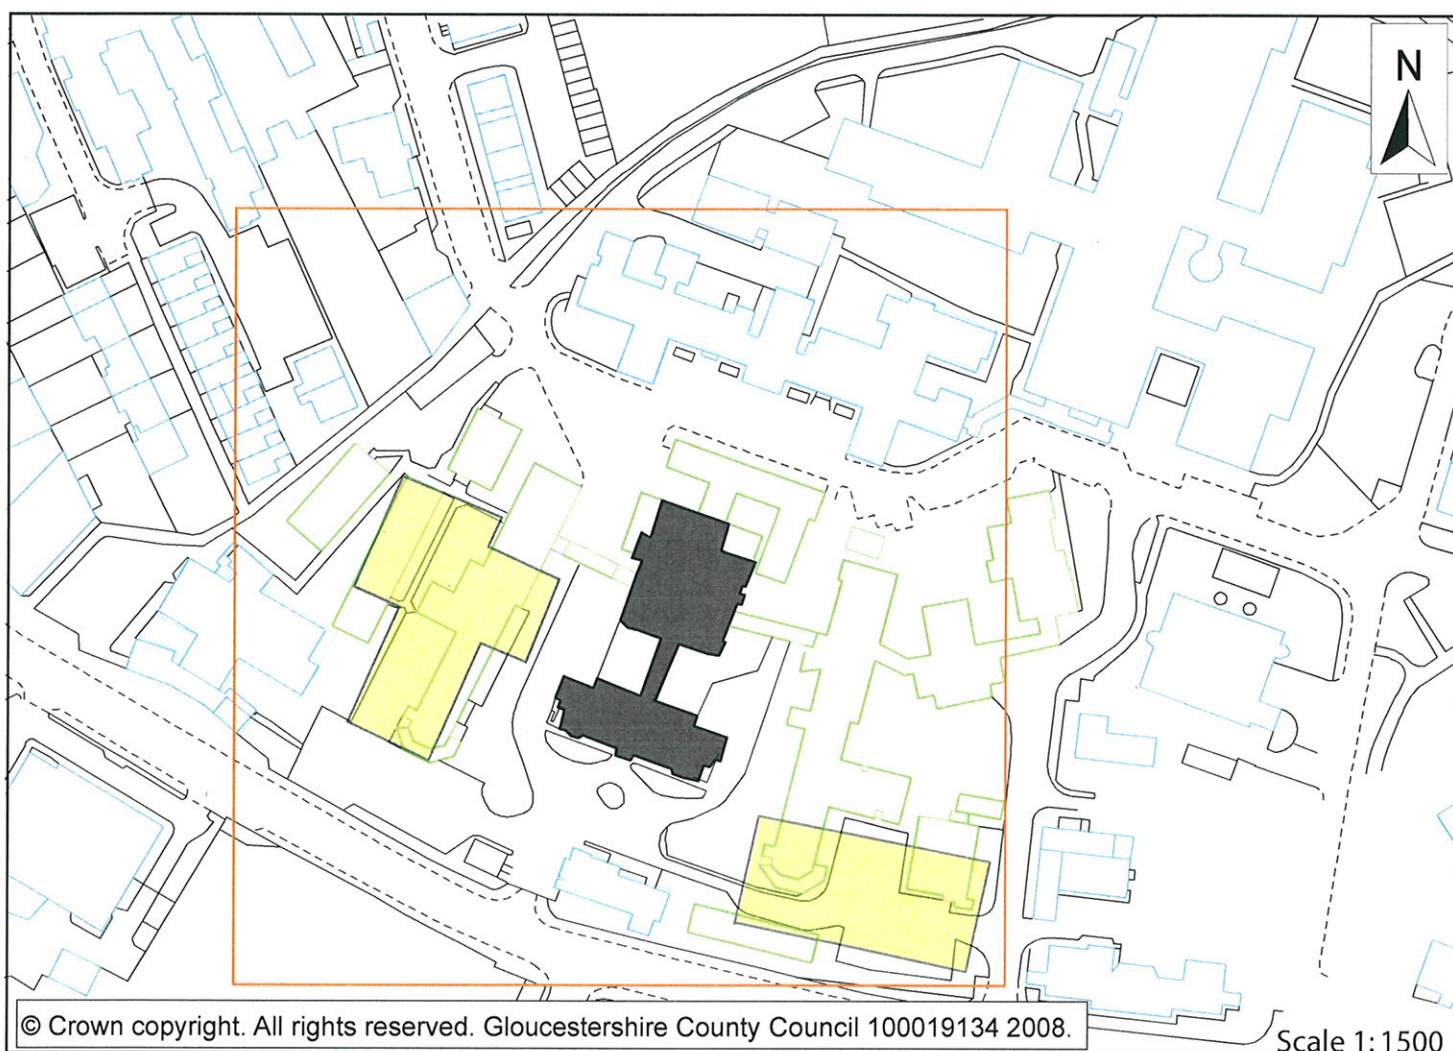 N
© Crown copyright. All rights reserved. Gloucestershire County Council 100019134 2008.
Scale 1:1500